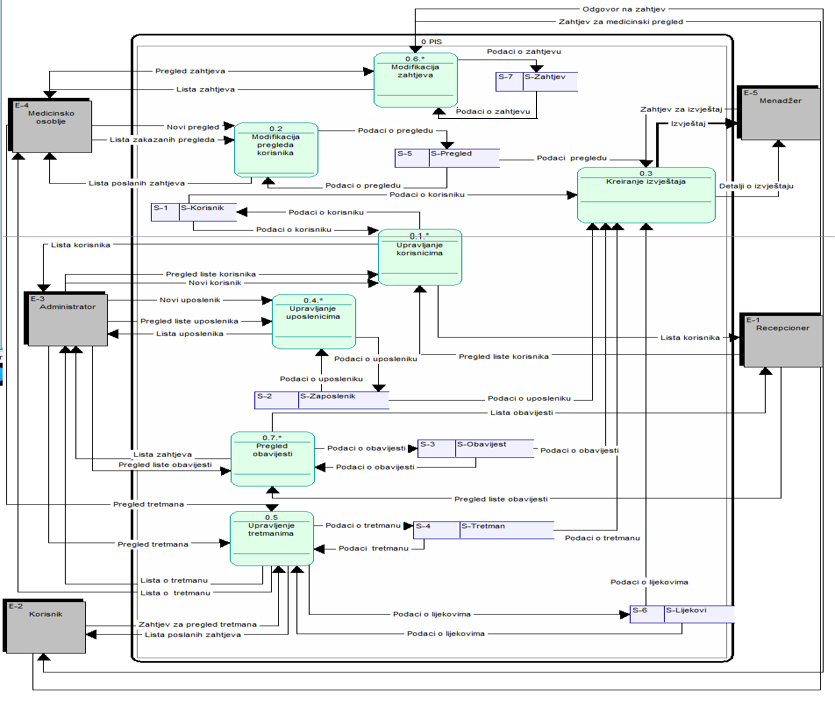 Odgovor na zahtjev
Zahtjev za medicinski pregled
0 PIS
Podaci o zahtjevu
0.6.*
Modifikacija
zahtjeva
Pregled zahtjeva
S-7 S-Zahtjev
Lista zahtjeva
E-4
Medicinsko
osoblje
E-5
Menadžer
Podaci o zahtjevu
Zahtjev za izvještaj
Izvještaj
Novi pregled
0.2
Modifikacija
pregleda
korisnika
Podaci o pregledu
Lista zakazanih pregleda
S-5 S-Pregled
Podaci pregledu
0.3
Kreiranje izvještaja
Lista poslanih zahtjeva
Podaci o pregledu
Detalji o izvještaju
Podaci o korisniku
S-1 S-Korisnik
Podaci o korisniku
Podaci o korisniku
0.1.*
Upravljanje
korisnicima
Lista korisnika
Pregled liste korisnika
Novi korisnik
E-3
Administrator
Novi uposlenik
0.4.*
Upravljanje
uposlenicima
Pregled liste uposlenika
Lista uposlenika
E-1
Recepcioner
Lista korisnika
Podaci o uposleniku
Pregled liste korisnika
r
Podaci o uposleniku
S-2 S-Zaposlenik
Podaci o uposleniku
Lista obavijesti
0.7.*
Pregled
obavijesti
Podaci o obavijesti
S-3 S-Obavijest
Podaci o obavijesti
Lista zahtjeva
Pregled liste obavijesti
Podaci o obavijesti
Pregled liste obavijesti
Pregled tretmana
0.5
Upravljenje
tretmanima
Podaci o tretmanu
S-4 S-Tretman
Podaci o tretmanu
Pregled tretmana
Podaci tretmanu
Lista o tretmanu
Lista o tretmanu
Podaci o lijekovima
E-2
Korisnik
S-6 S-Lijekovi
Podaci o lijekovima
Zahtjev za pregled tretmana
Lista poslanih zahtjeva
Podaci o lijekovima